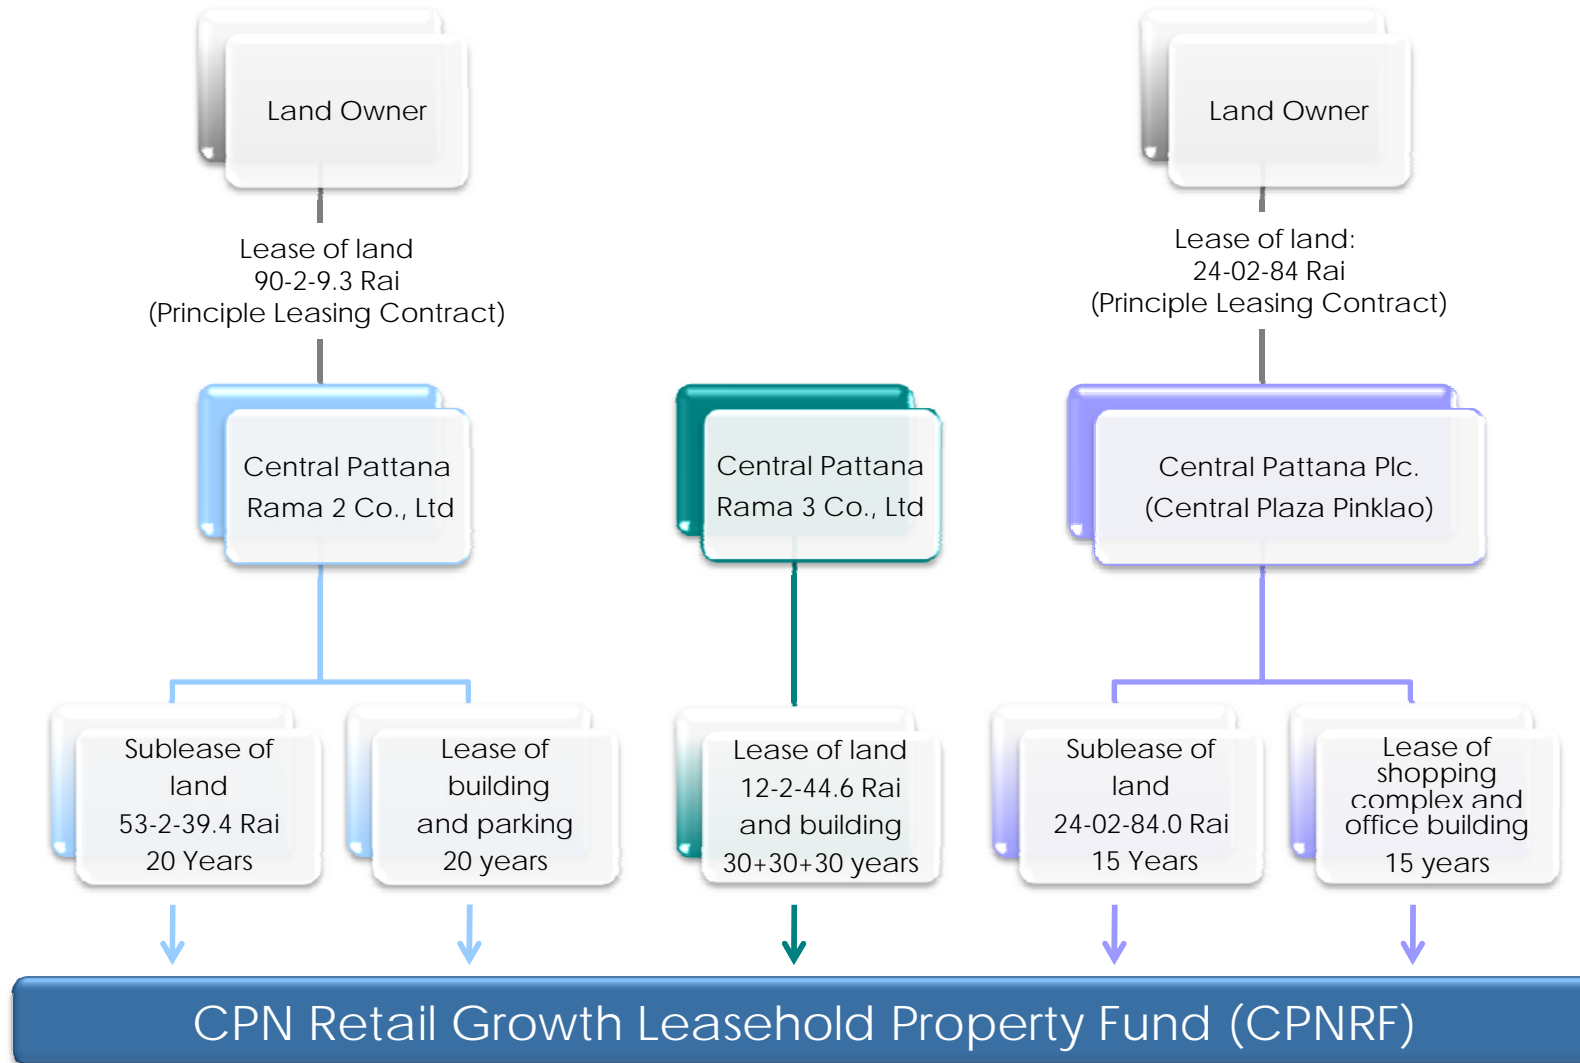 Land Owner
Land Owner
Lease of land
90-2-9.3 Rai
(Principle Leasing Contract)
Lease of land:
24-02-84 Rai
(Principle Leasing Contract)
Central Pattana
Rama 2 Co., Ltd
Central Pattana
Rama 3 Co., Ltd
Central Pattana Plc.
(Central Plaza Pinklao)
Sublease of
land
53-2-39.4 Rai
20 Years
Lease of
building
and parking
20 years
Lease of land
12-2-44.6 Rai
and building
30+30+30 years
Sublease of
land
24-02-84.0 Rai
15 Years
Lease of
shopping
complex and
office building
15 years
CPN Retail Growth Leasehold Property Fund (CPNRF)